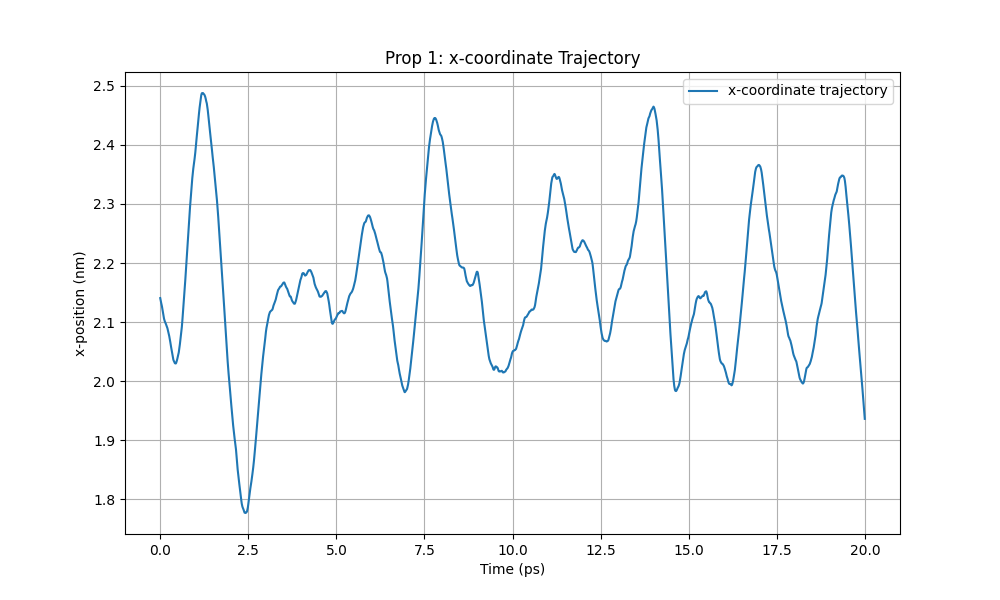 Prop 1: x-coordinate Trajectory
x-coordinate trajectory
2.5
2.4
2.3
2.2
2.1
2.0
1.9
1.8
x-position (nm)
0.0 2.5 5.0 7.5 10.0 12.5 15.0 17.5 20.0
Time (ps)